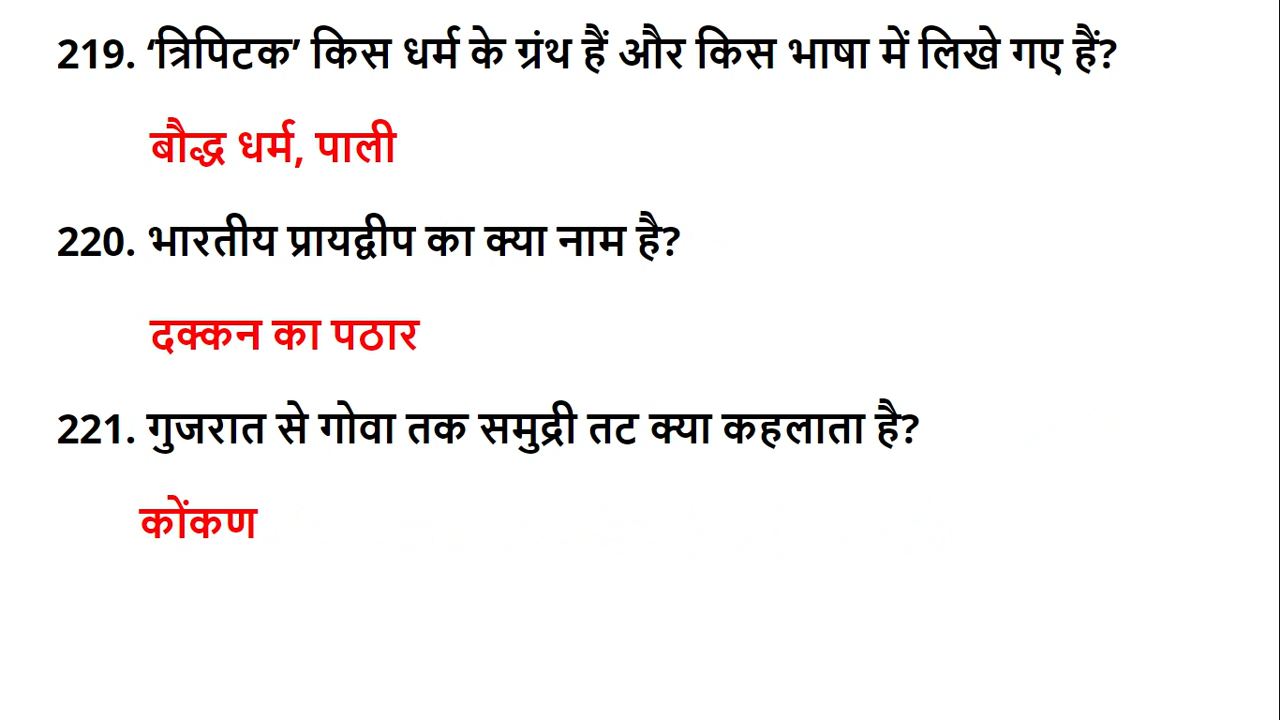 219. ‘त्रिपिटक’ किस धर्म के ग्रंथ हैं और किस भाषा में लिखे गए हैं?
बौद्ध धर्म, पाली
220. भारतीय प्रायद्वीप का क्या नाम है?
दक्कन का पठार
221. गुजरात से गोवा तक समुद्री तट क्या कहलाता है?
कोंकण